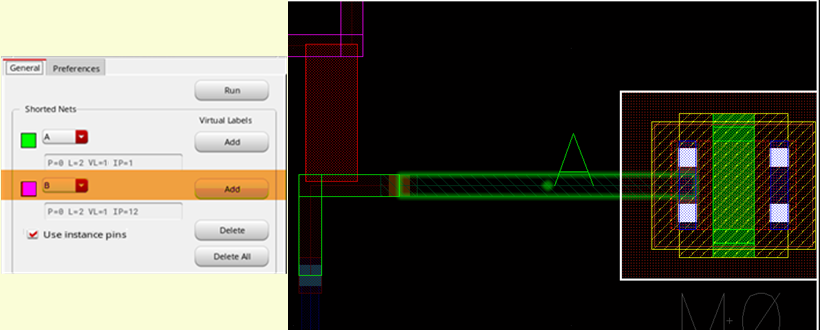 General Preferences
Run
Shorted Nets
Virtual Labels
A Add
P=0 L=2 VL=1 IP=1
B Add
P=0 L=2 VL=1 IP=12
Use instance pins Delete
Delete All
A
M+0